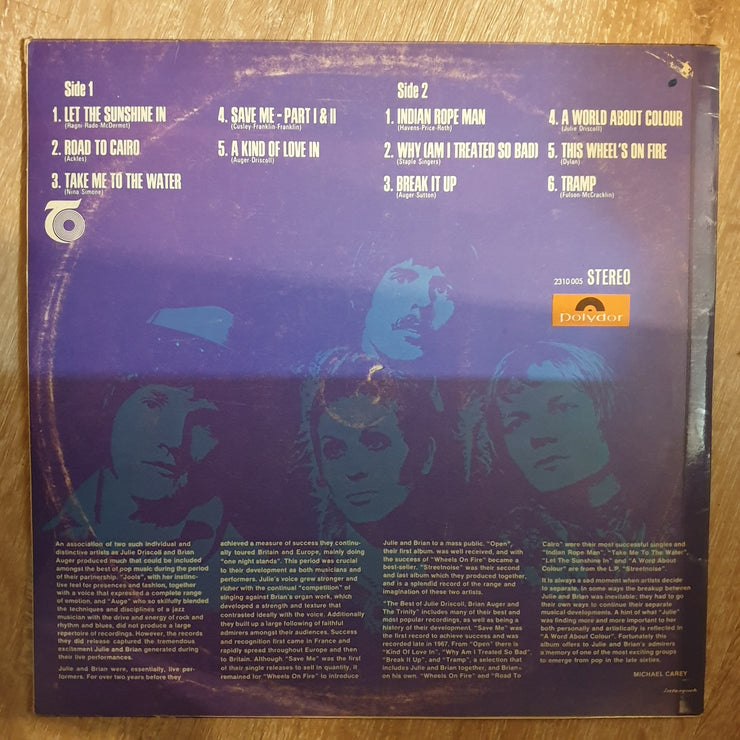 Side 1
1. LET THE SUNSHINE IN
(Ragni-Rado McDermot)
2. ROAD TO CAIRO
(Ackles)
3. TAKE ME TO THE WATER
(Nina Simone)
4. SAVE ME – PART I & II
(Cusley-Franklin-Franklin)
5. A KIND OF LOVE IN
(Auger-Driscoll)
Side 2
1. INDIAN ROPE MAN
(Havens-Price-Roth)
2. WHY (AM I TREATED SO BAD)
(Staple Singers)
3. BREAK IT UP
(Auger-Sutton)
4. A WORLD ABOUT COLOUR
(Julie Driscoll)
5. THIS WHEEL'S ON FIRE
(Dylan)
6. TRAMP
(Fulson-McCracklin)
2310 005 STEREO
Polydor
An association of two such individual and
distinctive artists as Julie Driscoll and Brian
Auger produced much that could be included
amongst the best of pop music during the period
of their partnership. "Jools", with her instinc-
tive feel for presences and fashion, together
with a voice that expressed a complete range
of emotion, and "Auge" who so skilfully blended
the techniques and disciplines of a jazz
musician with the drive and energy of rock and
rhythm and blues, did not produce a large
repertoire of recordings. However, the records
they did release captured the tremendous
excitement Julie and Brian generated during
their live performances.
Julie and Brian were, essentially, live per-
formers. For over two years before they
achieved a measure of success they continu-
ally toured Britain and Europe, mainly doing
"one night stands". This period was crucial
to their development as both musicians and
performers. Julie's voice grew stronger and
richer with the continual "competition" of
singing against Brian's organ work, which
developed a strength and texture that
contrasted ideally with the voice. Additionally
they built up a large following of faithful
admirers amongst their audiences. Success
and recognition first came in France and
rapidly spread throughout Europe and then
to Britain. Although "Save Me" was the first
of their single releases to sell in quantity, it
remained for "Wheels On Fire" to introduce
Julie and Brian to a mass public. "Open",
their first album, was well received, and with
the success of "Wheels On Fire" became a
best-seller. "Streetnoise" was their second
and last album which they produced together,
and is a splendid record of the range and
imagination of these two artists.
"The Best of Julie Driscoll, Brian Auger and
The Trinity" includes many of their best and
most popular recordings, as well as being a
history of their development. "Save Me" was
the first record to achieve success and was
recorded late in 1967. From "Open" there is
"Kind Of Love In", "Why Am I Treated So Bad",
"Break It Up", and "Tramp", a selection that
includes Julie and Brian together, and Brian
on his own. "Wheels On Fire" and "Road To
Cairo" were their most successful singles and
"Indian Rope Man", "Take Me To The Water",
"Let The Sunshine In" and "A Word About
Colour" are from the L.P. "Streetnoise".
It is always a sad moment when artists decide
to separate. In some ways the breakup between
Julie and Brian was inevitable; they had to go
their own ways to continue their separate
musical developments. A hint of what "Julie"
was finding more and more important to her
both personally and artistically is reflected in
"A Word About Colour". Fortunately this
album offers to Julie and Brian's admirers
a memory of one of the most exciting groups
to emerge from pop in the late sixties.
MICHAEL CAREY